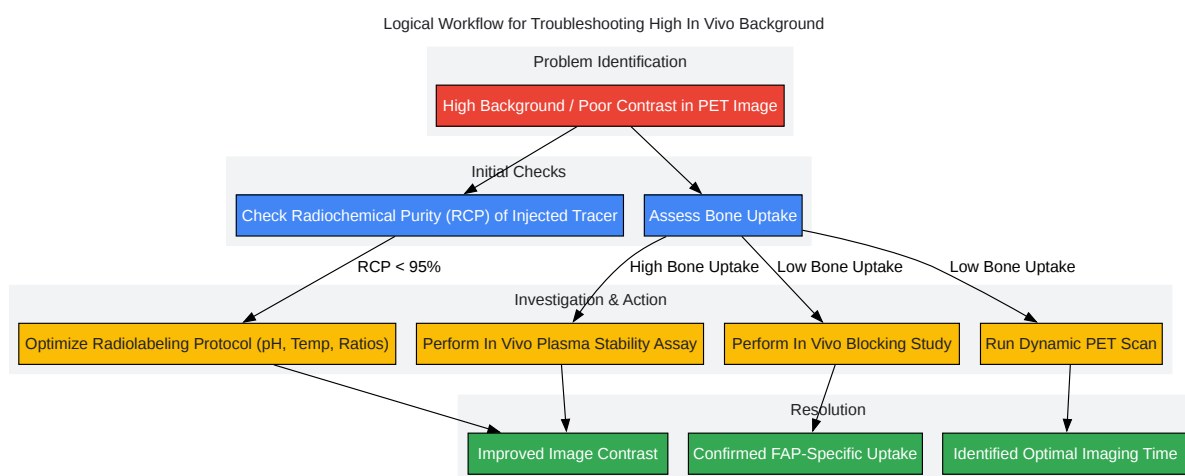 Logical Workflow for Troubleshooting High In Vivo Background
Problem Identification
High Background / Poor Contrast in PET Image
Initial Checks
Check Radiochemical Purity (RCP) of Injected Tracer
Assess Bone Uptake
RCP < 95%
High Bone Uptake
Low Bone Uptake
Low Bone Uptake
Investigation & Action
Optimize Radiolabeling Protocol (pH, Temp, Ratios)
Perform In Vivo Plasma Stability Assay
Perform In Vivo Blocking Study
Run Dynamic PET Scan
Resolution
Improved Image Contrast
Confirmed FAP-Specific Uptake
Identified Optimal Imaging Time